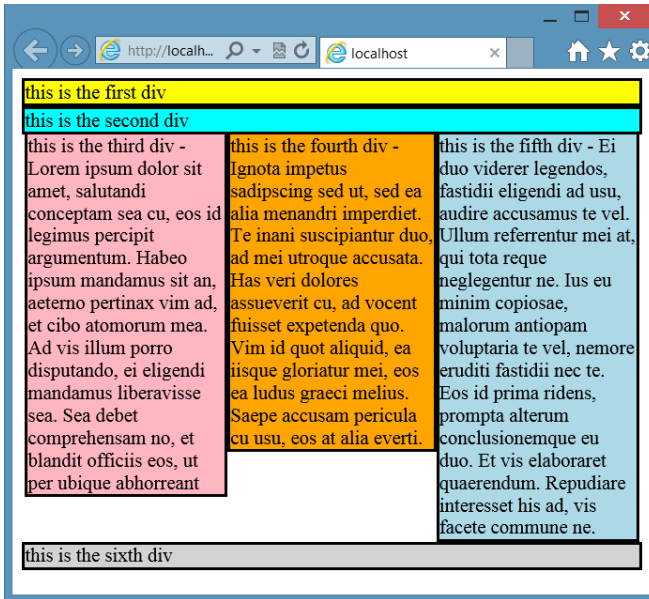 http://localh...
localhost
this is the first div
this is the second div
this is the third div -
Lorem ipsum dolor sit
amet, salutandi
conceptam sea cu, eos id
legimus percipit
argumentum. Habeo
ipsum mandamus sit an,
aeterno pertinax vim ad,
et cibo atomorum mea.
Ad vis illum porro
disputando, ei eligendi
mandamus liberavisse
sea. Sea debet
comprehensam no, et
blandit officiis eos, ut
per ubique abhorreant
this is the fourth div -
Ignota impetus
sadipscing sed ut, sed ea
alia menandri imperdiet.
Te inani suscipiantur duo,
ad mei utroque accusata.
Has veri dolores
assueverit cu, ad vocent
fuisset expetenda quo.
Vim id quot aliquid, ea
iisque gloriatur mei, eos
ea ludus graeci melius.
Saepe accusam pericula
cu usu, eos at alia everti.
this is the fifth div - Ei
duo viderer legendos,
fastidii eligendi ad usu,
audire accusamus te vel.
Ullum referrentur mei at,
qui tota reque
neglegentur ne. Ius eu
minim copiosae,
malorum antiopam
voluptaria te vel, nemore
eruditi fastidii nec te.
Eos id prima ridens,
prompta alterum
conclusionemque eu
duo. Et vis elaboraret
quaerendum. Repudiare
interesset his ad, vis
facete commune ne.
this is the sixth div